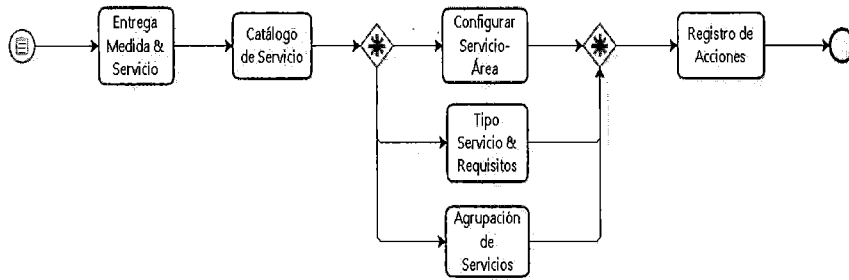 Entrega
Medida &
Servicio
Catálogo
de Servicio
Configurar
Servicio-
Área
Tipo
Servicio &
Requisitos
Agrupación
de
Servicios
Registro de
Acciones